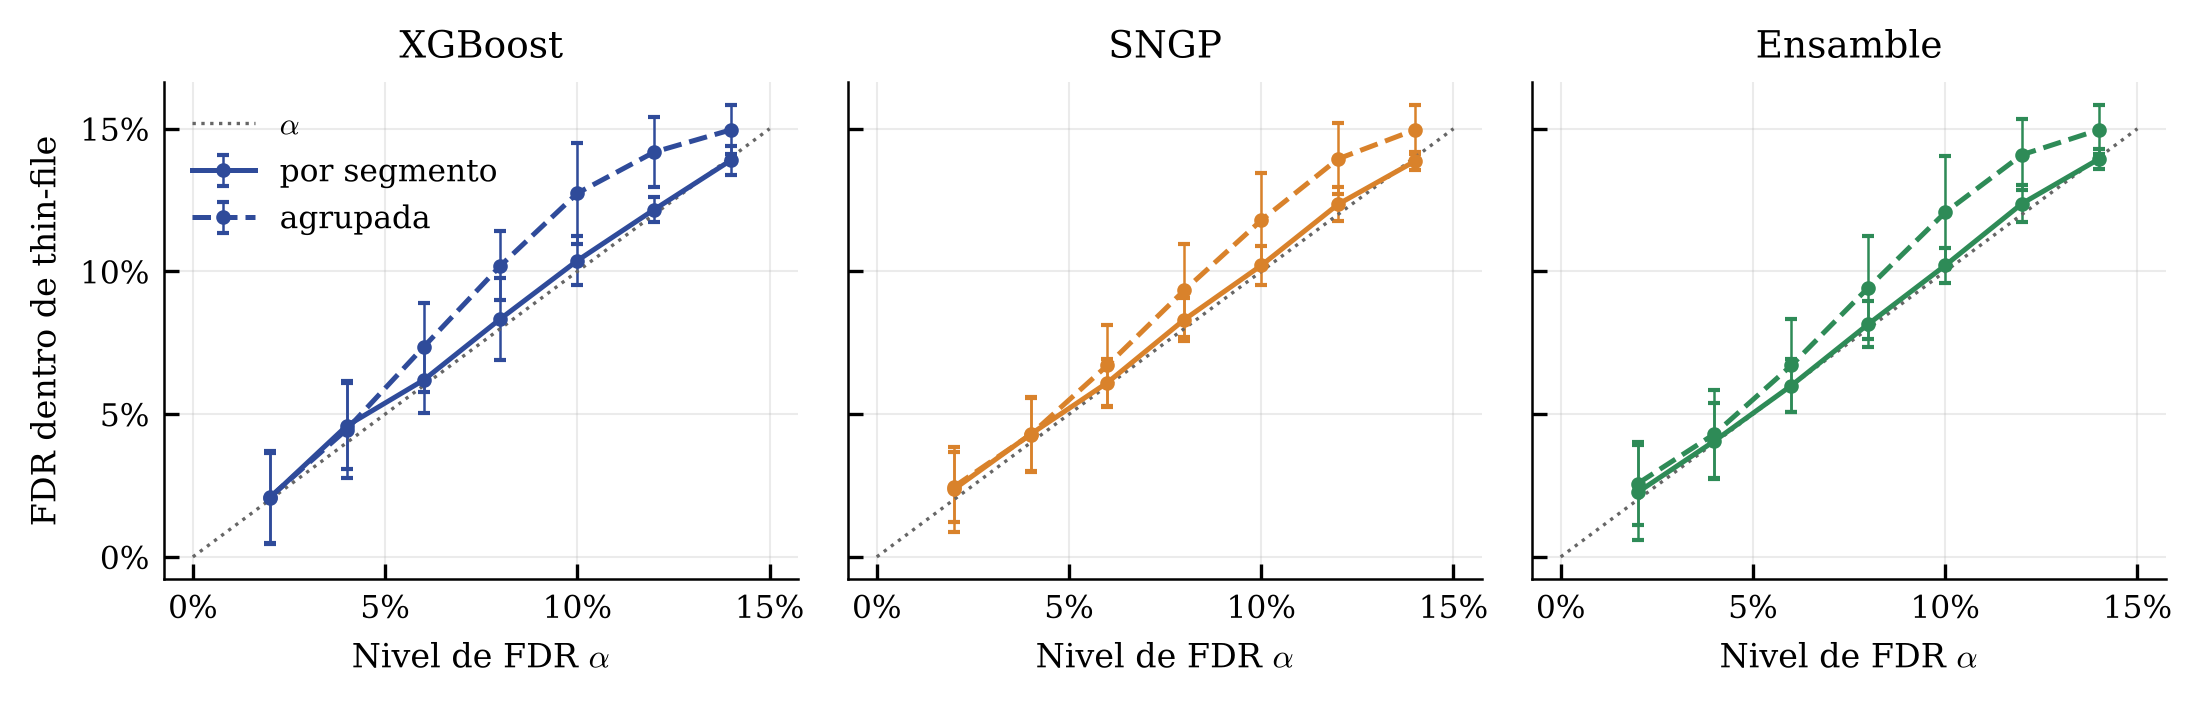 XGBoost
SNGP
Ensamble
FDR dentro de thin-file
15%
10%
5%
0%
α
por segmento
agrupada
0%
5%
10%
15%
0%
5%
10%
15%
0%
5%
10%
15%
Nivel de FDR α
Nivel de FDR α
Nivel de FDR α